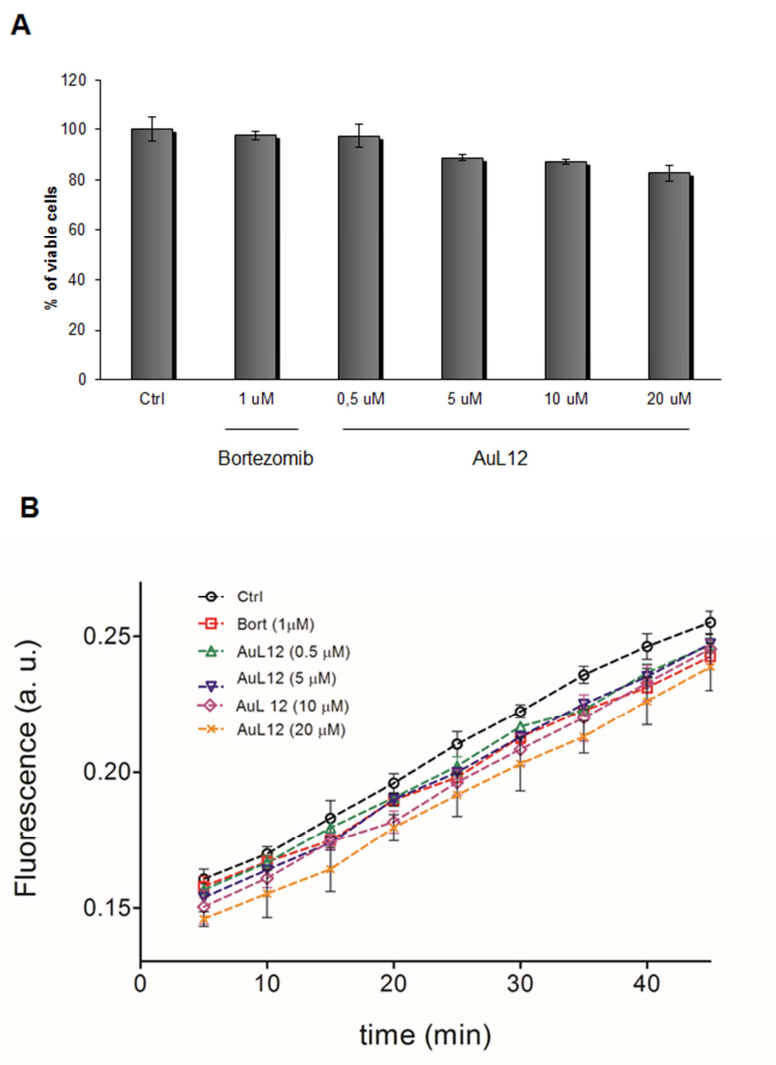 A
120
100
80
60
40
20
0
% of viable cells
Ctrl 1 uM 0,5 uM 5 uM 10 uM 20 uM
Bortezomib AuL12
B
Ctrl
Bort (1μM)
AuL12 (0.5 μM)
AuL12 (5 μM)
AuL 12 (10 μM)
AuL12 (20 μM)
0.25
0.20
0.15
Fluorescence (a. u.)
0 10 20 30 40
time (min)